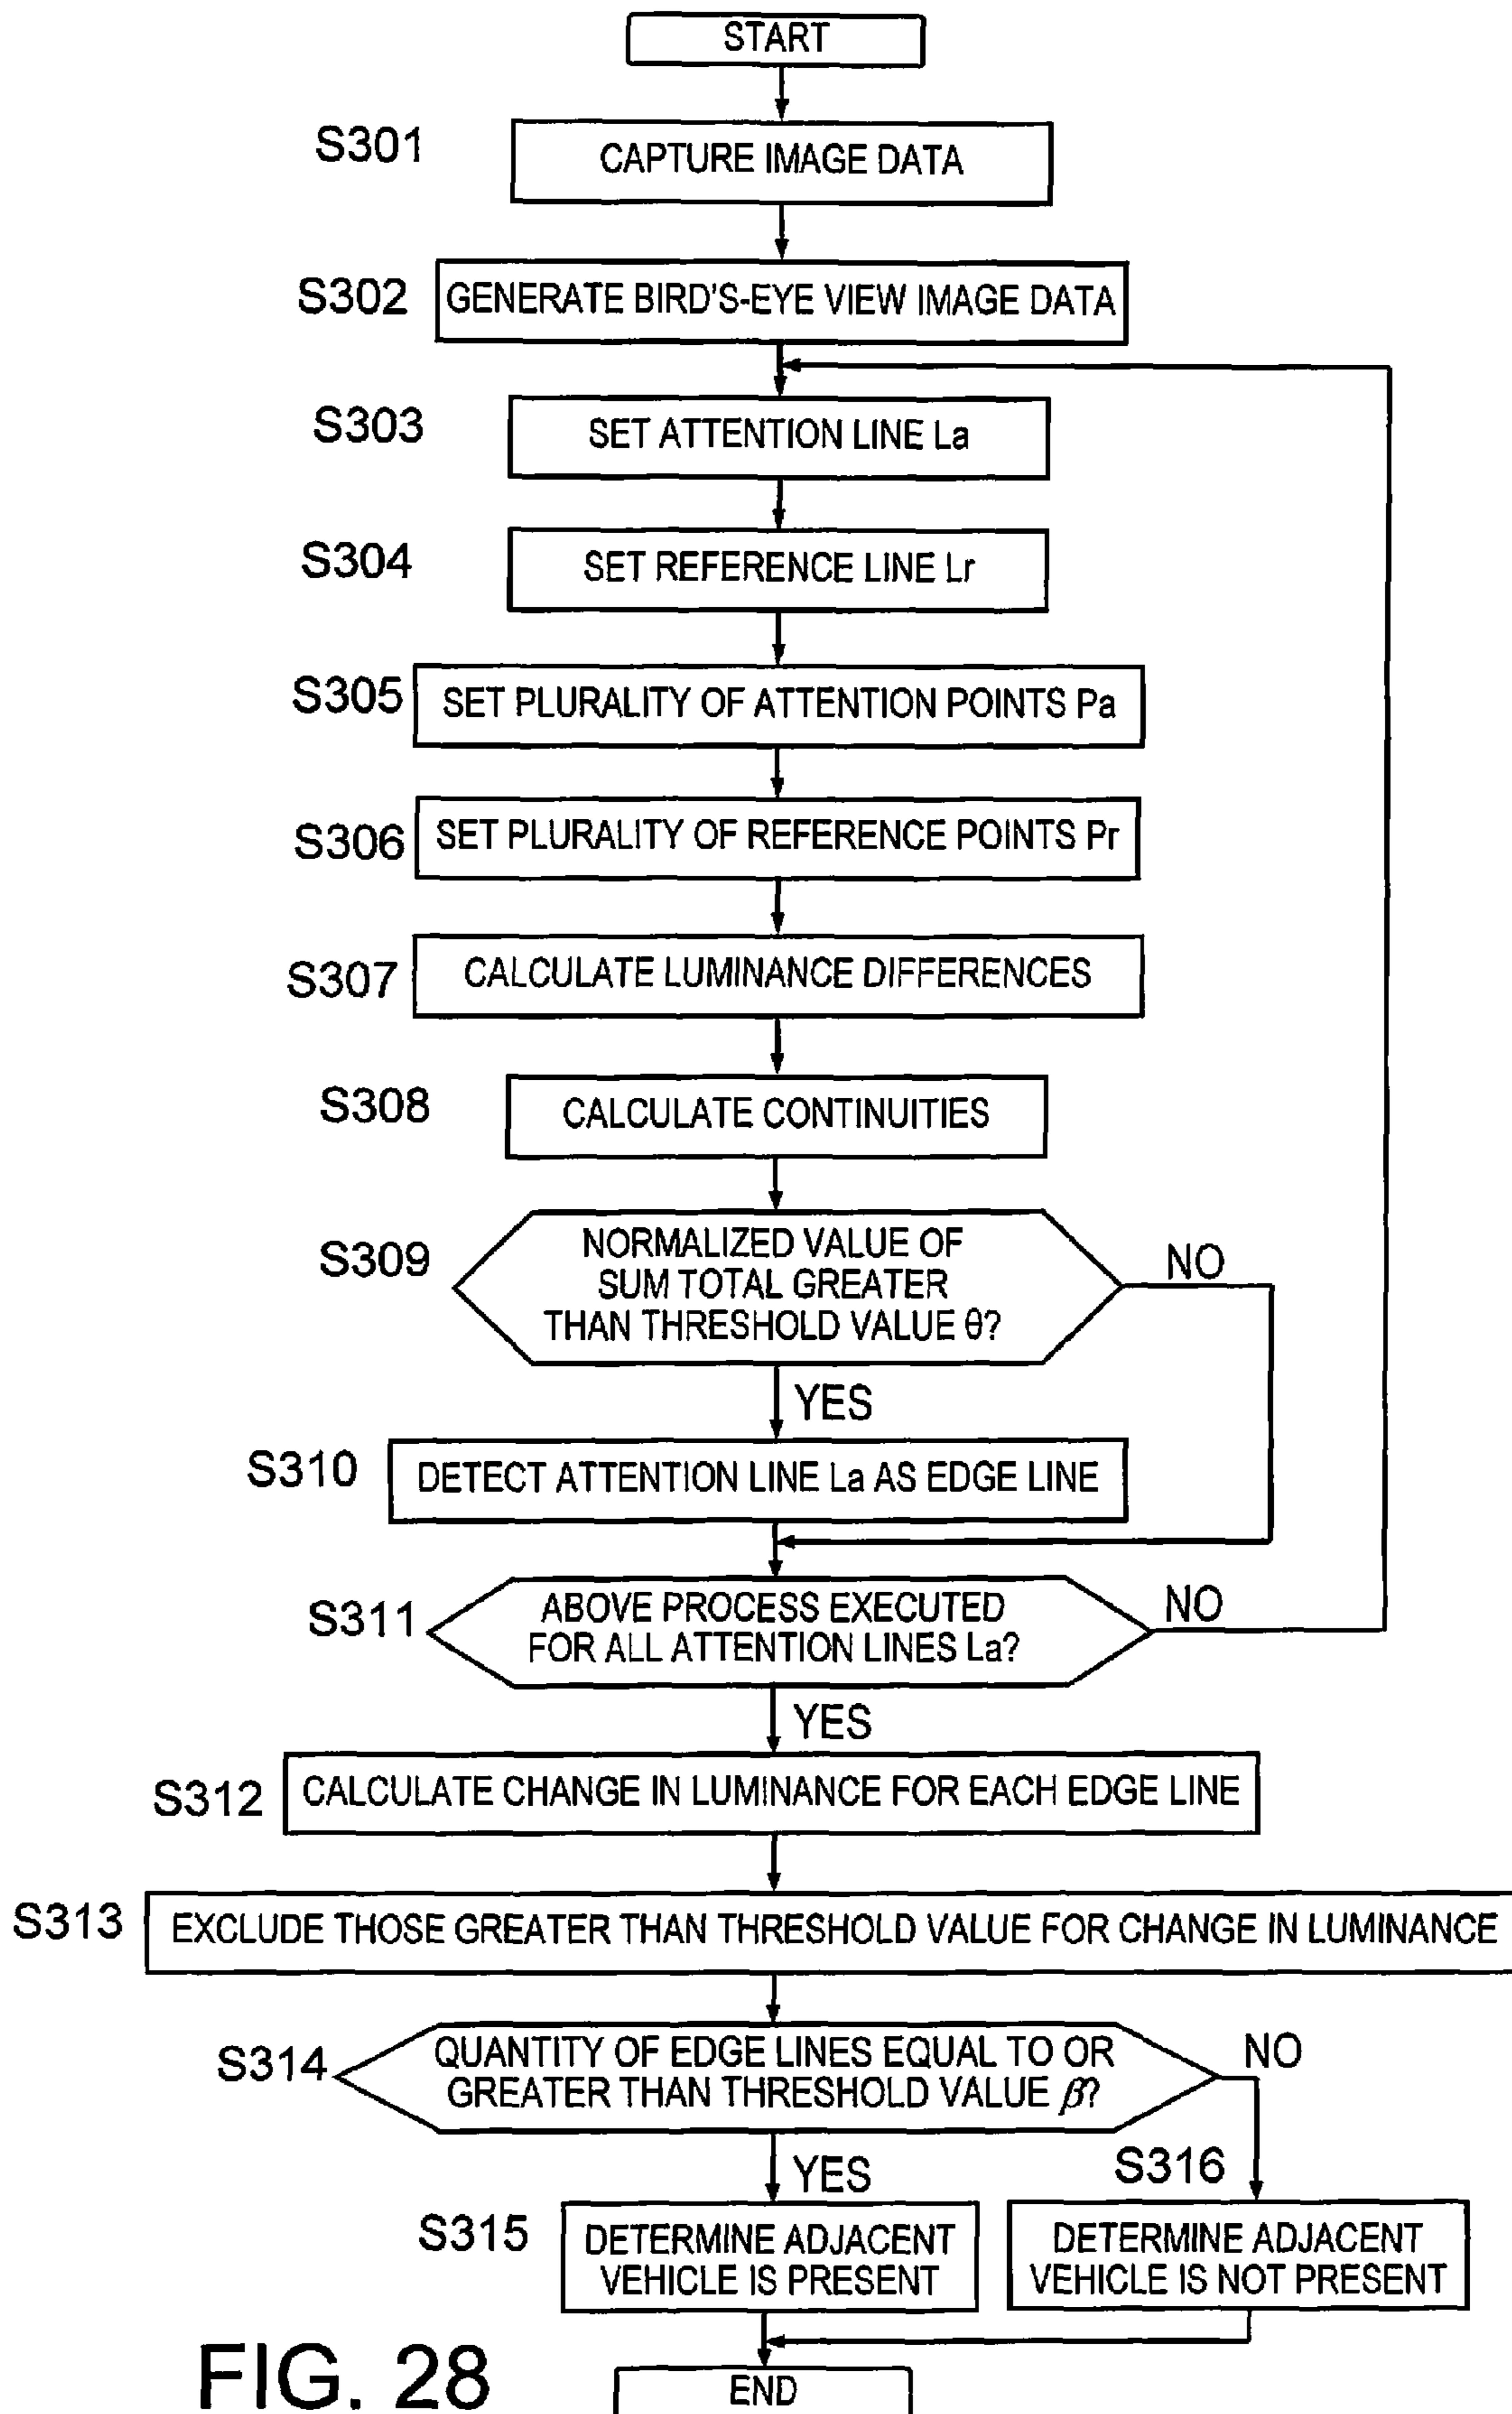 START
S301
CAPTURE IMAGE DATA
S302
GENERATE BIRD'S-EYE VIEW IMAGE DATA
S303
SET ATTENTION LINE La
S304
SET REFERENCE LINE Lr
S305
SET PLURALITY OF ATTENTION POINTS Pa
S306
SET PLURALITY OF REFERENCE POINTS Pr
S307
CALCULATE LUMINANCE DIFFERENCES
S308
CALCULATE CONTINUITIES
S309
NORMALIZED VALUE OF
SUM TOTAL GREATER
THAN THRESHOLD VALUE θ?
NO
YES
S310
DETECT ATTENTION LINE La AS EDGE LINE
S311
ABOVE PROCESS EXECUTED
FOR ALL ATTENTION LINES La?
NO
YES
S312
CALCULATE CHANGE IN LUMINANCE FOR EACH EDGE LINE
S313
EXCLUDE THOSE GREATER THAN THRESHOLD VALUE FOR CHANGE IN LUMINANCE
S314
QUANTITY OF EDGE LINES EQUAL TO OR
GREATER THAN THRESHOLD VALUE β?
NO
YES
S315
DETERMINE ADJACENT
VEHICLE IS PRESENT
S316
DETERMINE ADJACENT
VEHICLE IS NOT PRESENT
END
FIG. 28